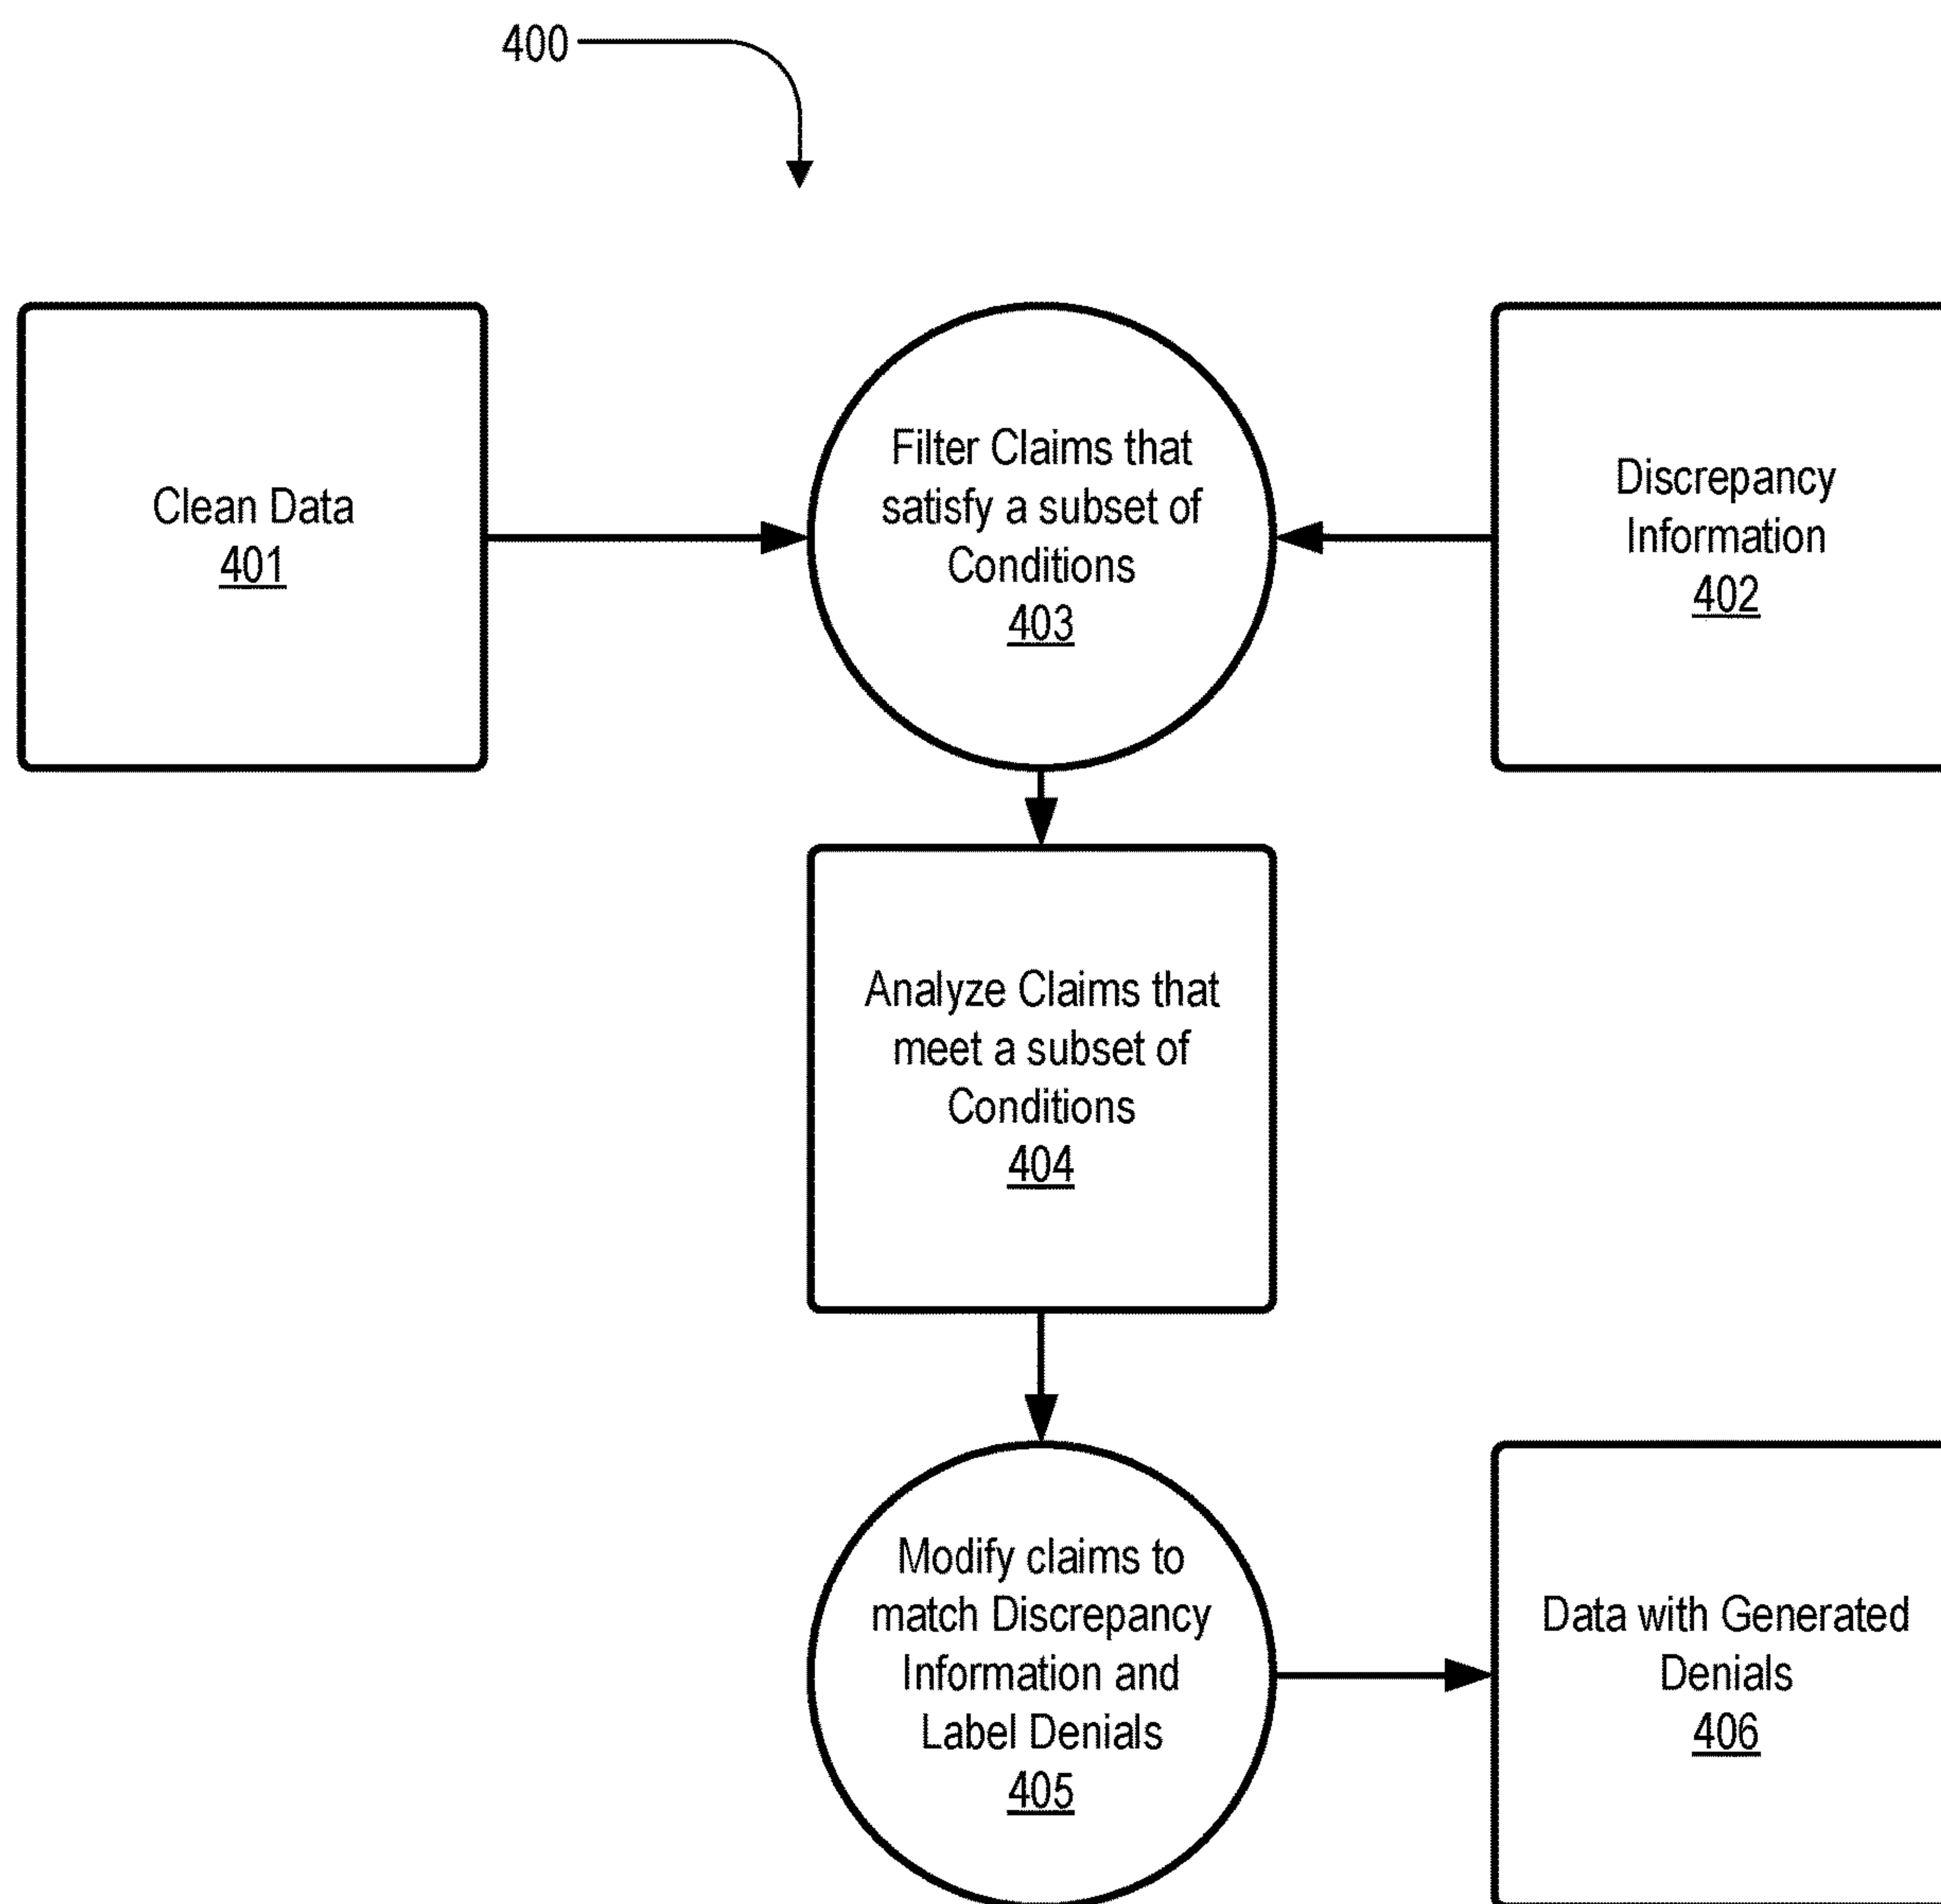 400
Clean Data
401
Filter Claims that
satisfy a subset of
Conditions
403
Discrepancy
Information
402
Analyze Claims that
meet a subset of
Conditions
404
Modify claims to
match Discrepancy
Information and
Label Denials
405
Data with Generated
Denials
406